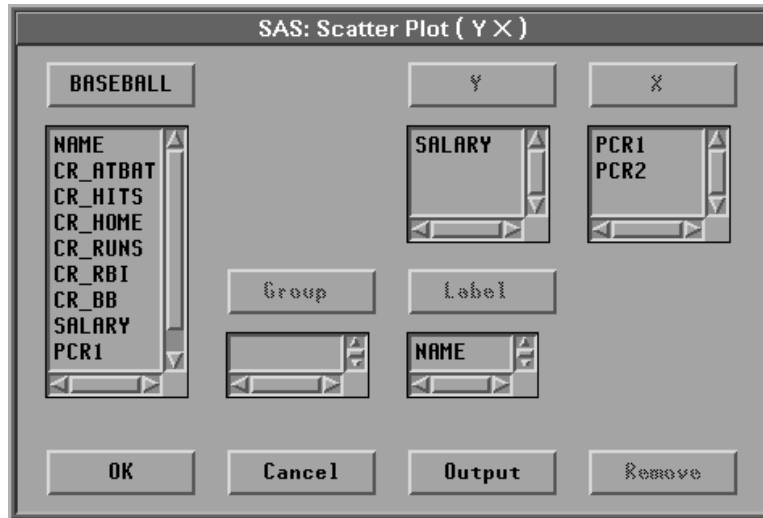 SAS: Scatter Plot ( Y X )
BASEBALL
Y
X
NAME
CR_ATBAT
CR_HITS
CR_HOME
CR_RUNS
CR_RBI
CR_BB
SALARY
PCR1
SALARY
PCR1
PCR2
Group
Label
NAME
OK
Cancel
Output
Remove